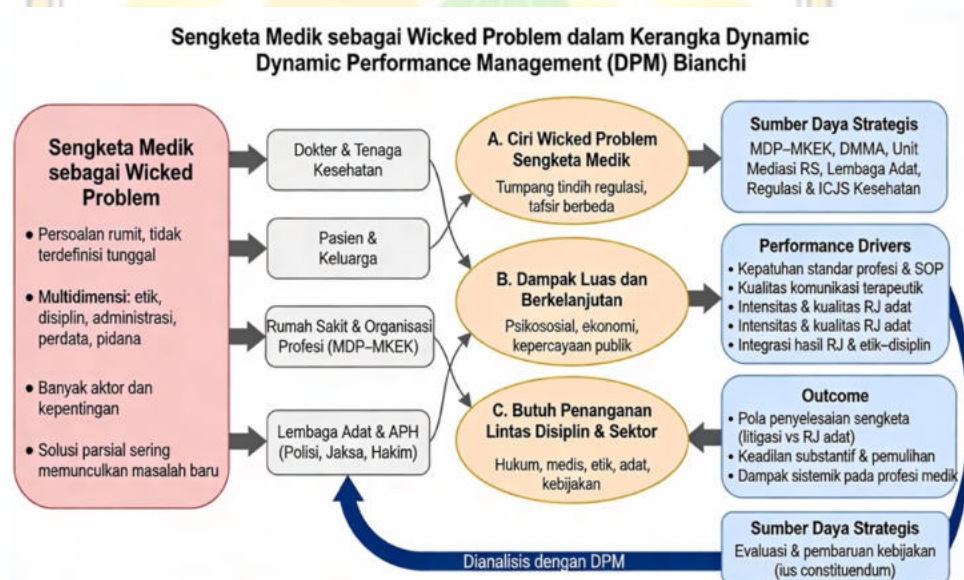 Sengketa Medik sebagai Wicked Problem dalam Kerangka Dynamic
Dynamic Performance Management (DPM) Bianchi
Sengketa Medik
sebagai Wicked
Problem
• Persoalan rumit, tidak
terdefinisi tunggal
• Multidimensi: etik,
disiplin, administrasi,
perdata, pidana
• Banyak aktor dan
kepentingan
• Solusi parsial sering
memunculkan masalah baru
Dokter & Tenaga
Kesehatan
Pasien &
Keluarga
Rumah Sakit & Organisasi
Profesi (MDP–MKEK)
Lembaga Adat & APH
(Polisi, Jaksa, Hakim)
A. Ciri Wicked Problem
Sengketa Medik
Tumpang tindih regulasi,
tafsir berbeda
B. Dampak Luas dan
Berkelanjutan
Psikososial, ekonomi,
kepercayaan publik
C. Butuh Penanganan
Lintas Disiplin & Sektor
Hukum, medis, etik, adat,
kebijakan
Sumber Daya Strategis
MDP–MKEK, DMMA, Unit
Mediasi RS, Lembaga Adat,
Regulasi & ICJS Kesehatan
Performance Drivers
• Kepatuhan standar profesi & SOP
• Kualitas komunikasi terapeutik
• Intensitas & kualitas RJ adat
• Intensitas & kualitas RJ adat
• Integrasi hasil RJ & etik–disiplin
Outcome
• Pola penyelesaian sengketa
(litigasi vs RJ adat)
• Keadilan substantif & pemulihan
• Dampak sistemik pada profesi medik
Sumber Daya Strategis
Evaluasi & pembaruan kebijakan
(ius constituendum)
Dianalisis dengan DPM